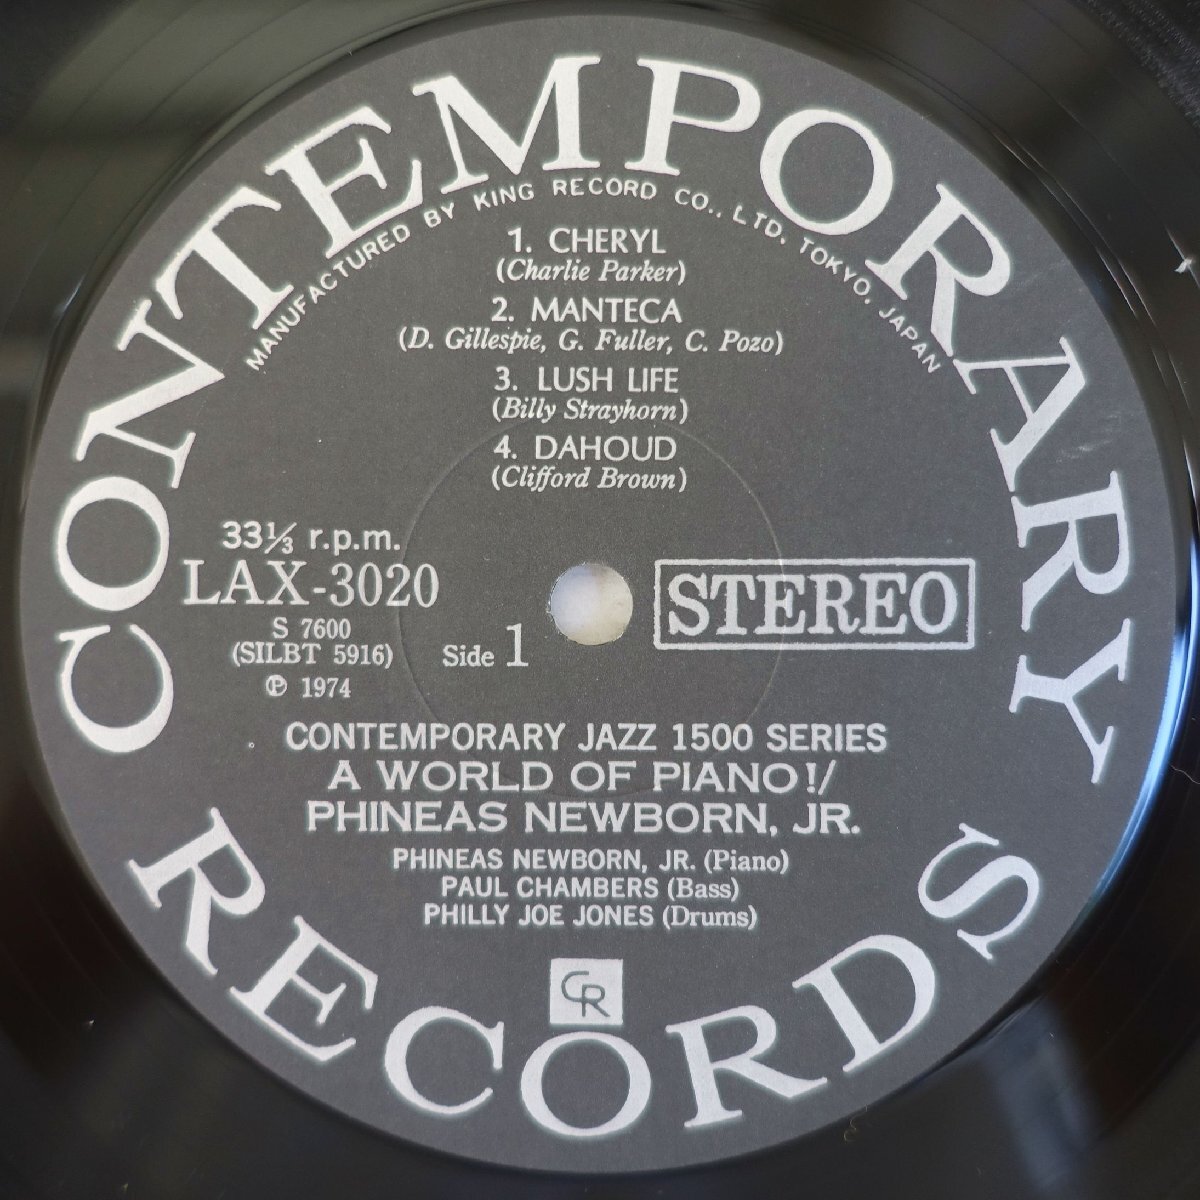 CONTEMPORARY
MANUFACTURED BY KING RECORD CO., LTD. TOKYO, JAPAN
1. CHERYL
(Charlie Parker)
2. MANTECA
(D. Gillespie, G. Fuller, C. Pozo)
3. LUSH LIFE
(Billy Strayhorn)
4. DAHOUD
(Clifford Brown)
33⅓ r.p.m.
LAX-3020
S 7600
(SILBT 5916)
Ⓟ 1974
Side 1
STEREO
CONTEMPORARY JAZZ 1500 SERIES
A WORLD OF PIANO!/
PHINEAS NEWBORN, JR.
PHINEAS NEWBORN, JR. (Piano)
PAUL CHAMBERS (Bass)
PHILLY JOE JONES (Drums)
CR
RECORDS